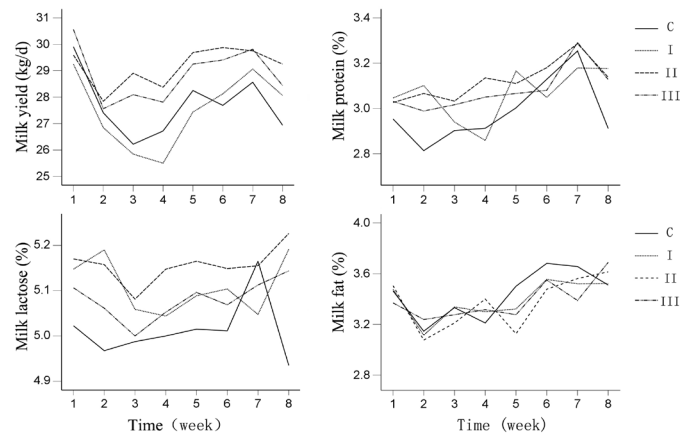 Milk yield (kg/d)
31
30
29
28
27
26
25
1 2 3 4 5 6 7 8
Milk protein (%)
3.4
3.2
3.0
2.8
1 2 3 4 5 6 7 8
C
I
II
III
Milk lactose (%)
5.2
5.1
5.0
4.9
1 2 3 4 5 6 7 8
Time (week)
Milk fat (%)
4.0
3.6
3.2
2.8
1 2 3 4 5 6 7 8
Time (week)
C
I
II
III